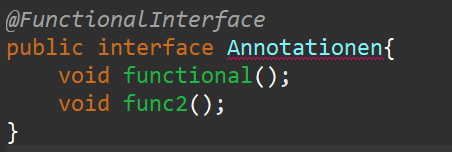 @FunctionalInterface
public interface Annotationen{
    void functional();
    void func2();
}